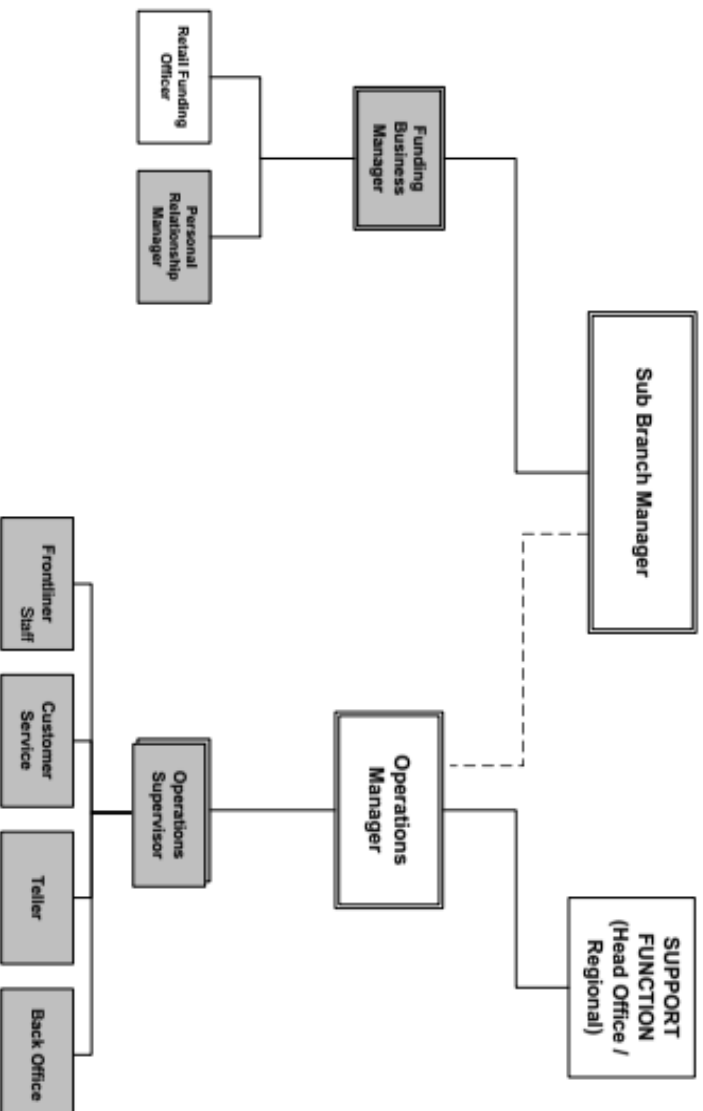 Sub Branch Manager
SUPPORT
FUNCTION
(Head Office /
Regional)
Funding
Business
Manager
Operations
Manager
Retail Funding
Officer
Personal
Relationship
Manager
Operations
Supervisor
Frontliner
Staff
Customer
Service
Teller
Back Office